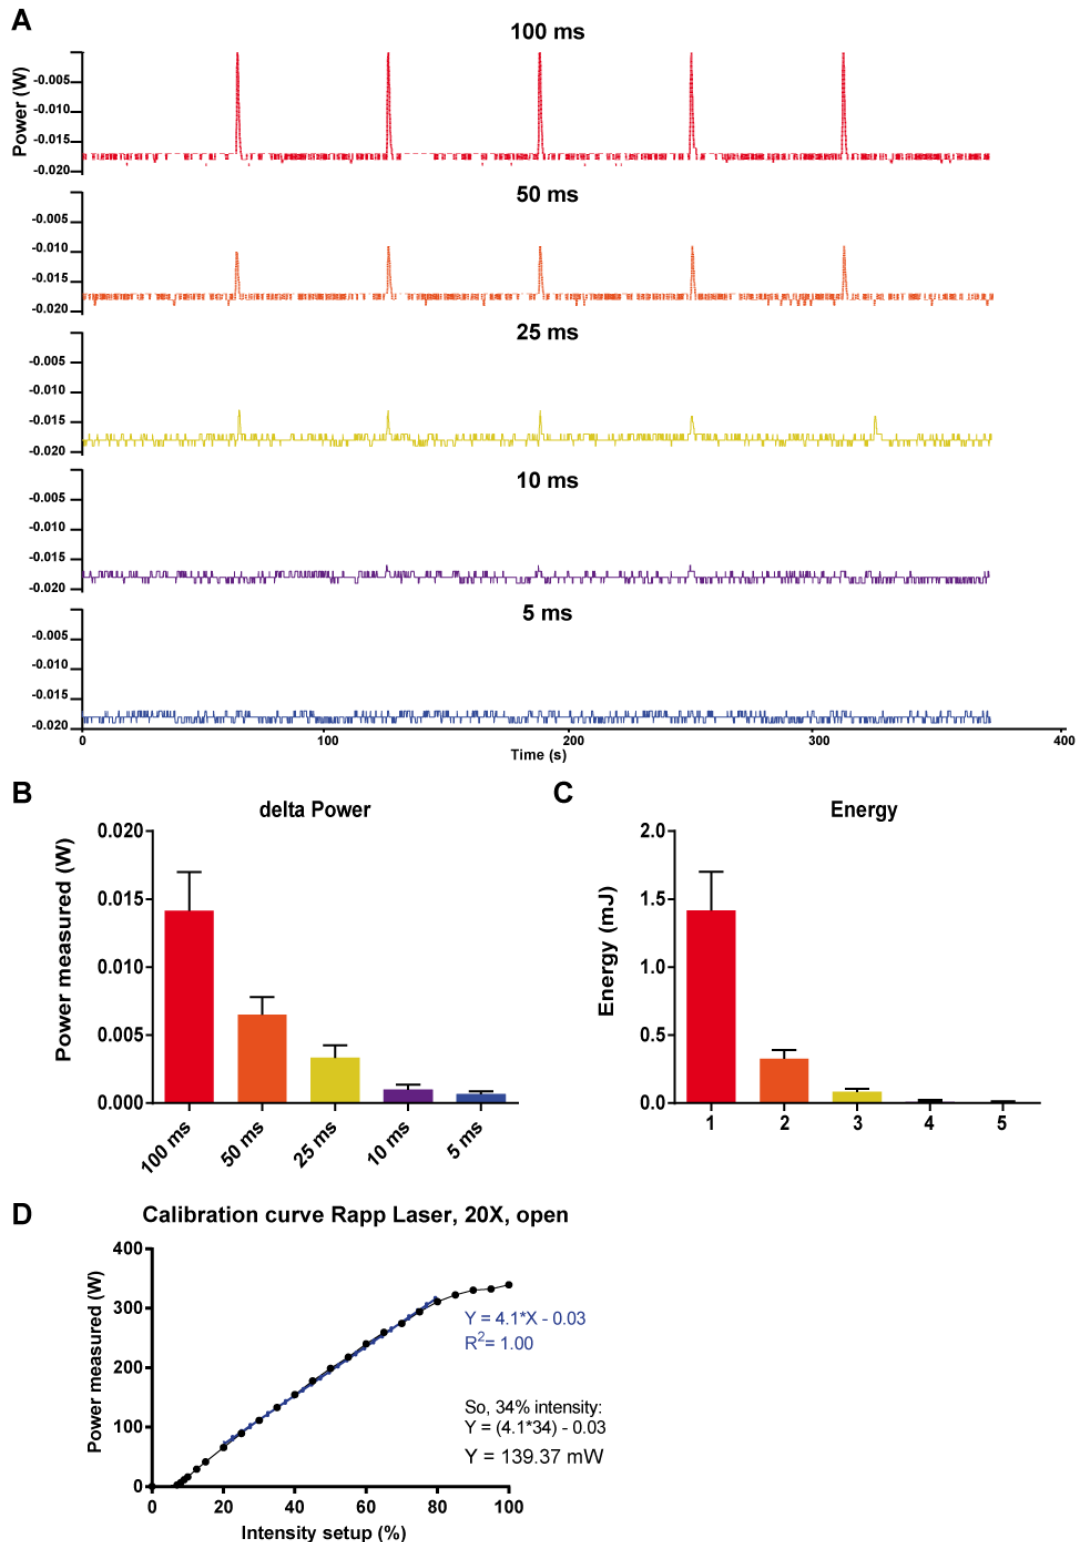 A
100 ms
Power (W)
-0.005
-0.010
-0.015
-0.020
50 ms
-0.005
-0.010
-0.015
-0.020
25 ms
-0.005
-0.010
-0.015
-0.020
10 ms
-0.005
-0.010
-0.015
-0.020
5 ms
-0.005
-0.010
-0.015
-0.020
0 100 200 300 400
Time (s)
B
delta Power
Power measured (W)
0.020
0.015
0.010
0.005
0.000
100 ms 50 ms 25 ms 10 ms 5 ms
C
Energy
Energy (mJ)
2.0
1.5
1.0
0.5
0.0
1 2 3 4 5
D
Calibration curve Rapp Laser, 20X, open
Power measured (W)
400
300
200
100
0
0 20 40 60 80 100
Intensity setup (%)
Y = 4.1*X - 0.03
R²= 1.00
So, 34% intensity:
Y = (4.1*34) - 0.03
Y = 139.37 mW